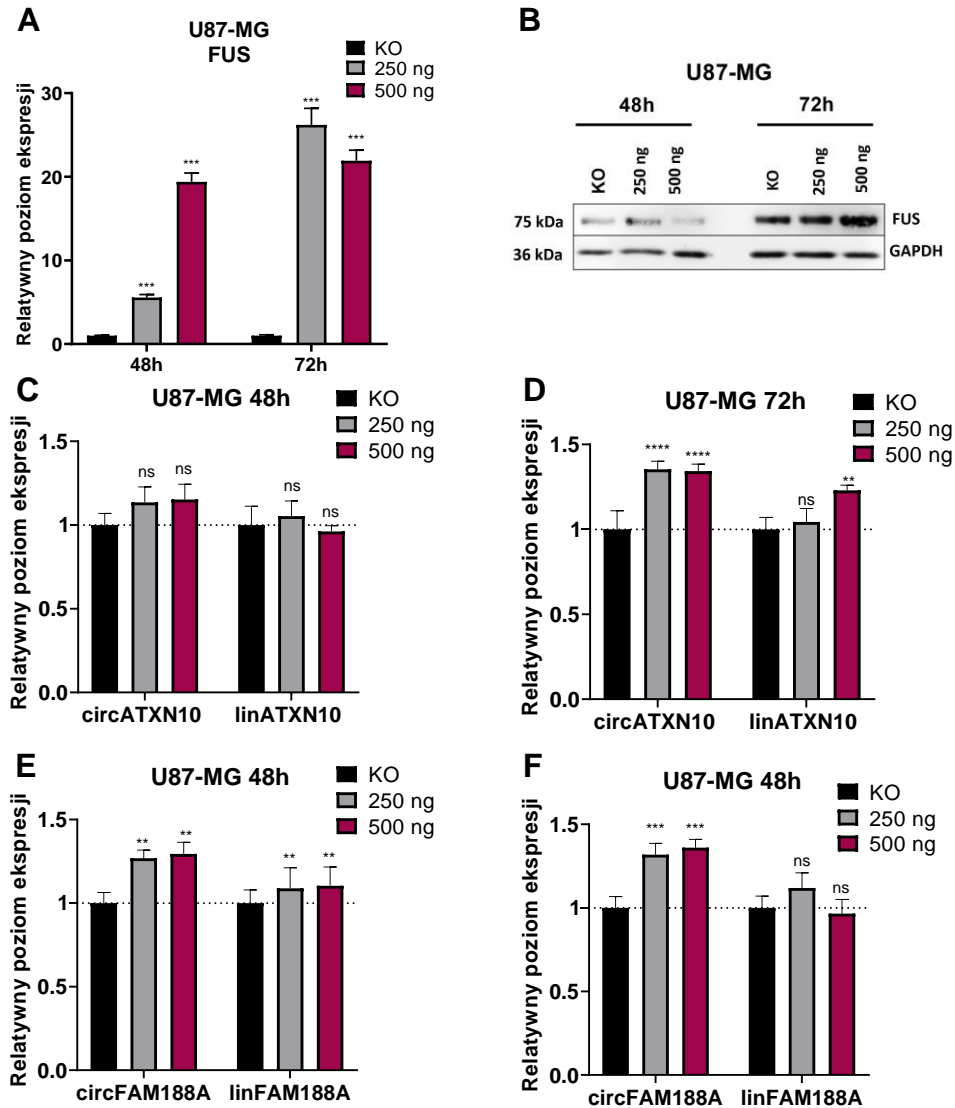 A
U87-MG
FUS
KO
250 ng
500 ng
Relatywny poziom ekspresji
30
20
10
0
***
***
***
***
48h
72h
B
U87-MG
48h
72h
KO
250 ng
500 ng
KO
250 ng
500 ng
75 kDa
FUS
36 kDa
GAPDH
C
U87-MG 48h
KO
250 ng
500 ng
Relatywny poziom ekspresji
1.5
1
0.5
0.0
ns
ns
ns
ns
circATXN10
linATXN10
D
U87-MG 72h
KO
250 ng
500 ng
Relatywny poziom ekspresji
1.5
1
0.5
0.0
****
****
ns
**
circATXN10
linATXN10
E
U87-MG 48h
KO
250 ng
500 ng
Relatywny poziom ekspresji
1.5
1
0.5
0.0
**
**
**
**
circFAM188A
linFAM188A
F
U87-MG 48h
KO
250 ng
500 ng
Relatywny poziom ekspresji
1.5
1
0.5
0.0
***
***
ns
ns
circFAM188A
linFAM188A